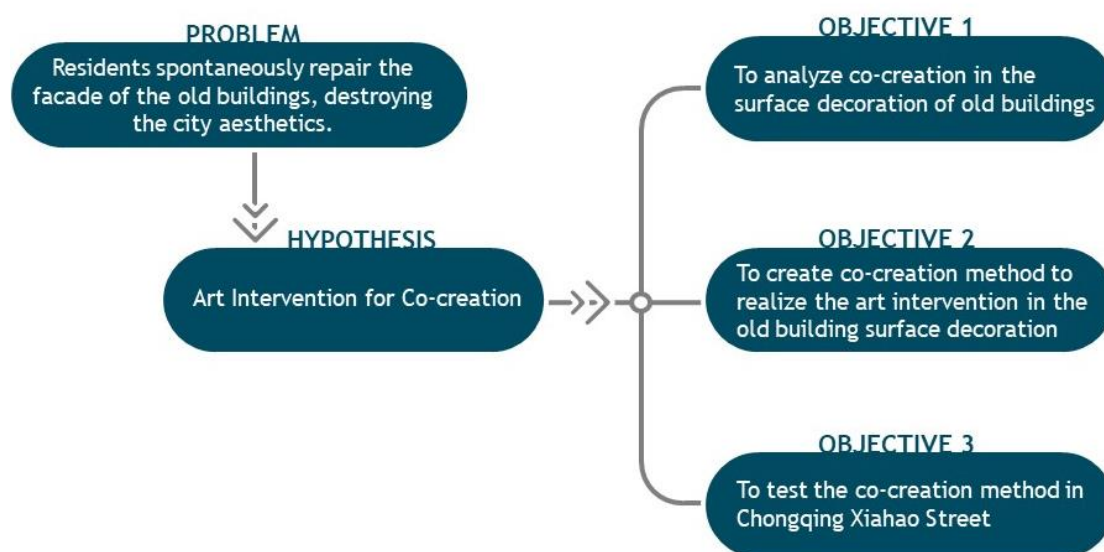 PROBLEM
Residents spontaneously repair the
facade of the old buildings, destroying
the city aesthetics.
HYPOTHESIS
Art Intervention for Co-creation
OBJECTIVE 1
To analyze co-creation in the
surface decoration of old buildings
OBJECTIVE 2
To create co-creation method to
realize the art intervention in the
old building surface decoration
OBJECTIVE 3
To test the co-creation method in
Chongqing Xiahao Street